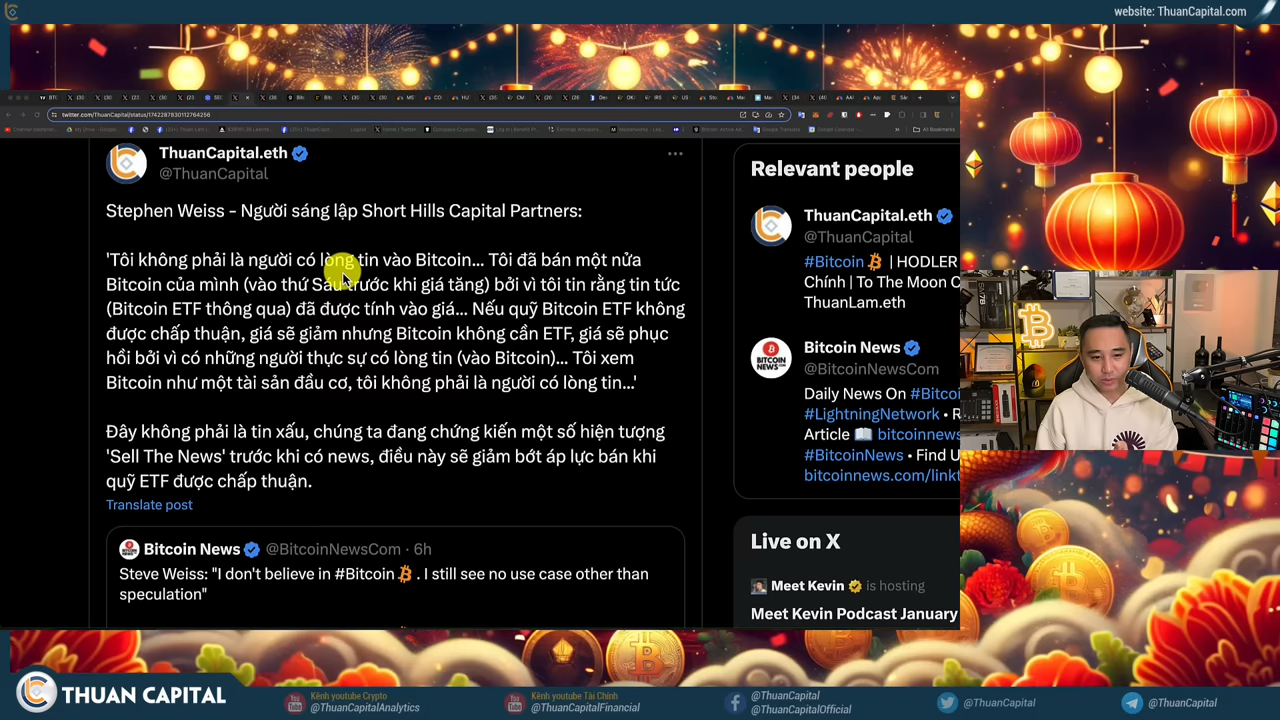 website: ThuanCapital.com
twitter.com/ThuanCapital/status/1742287830112764256
ThuanCapital.eth
@ThuanCapital
Stephen Weiss - Người sáng lập Short Hills Capital Partners:
'Tôi không phải là người có lòng tin vào Bitcoin... Tôi đã bán một nửa
Bitcoin của mình (vào thứ Sáu trước khi giá tăng) bởi vì tôi tin rằng tin tức
(Bitcoin ETF thông qua) đã được tính vào giá... Nếu quỹ Bitcoin ETF không
được chấp thuận, giá sẽ giảm nhưng Bitcoin không cần ETF, giá sẽ phục
hồi bởi vì có những người thực sự có lòng tin (vào Bitcoin)... Tôi xem
Bitcoin như một tài sản đầu cơ, tôi không phải là người có lòng tin...'
Đây không phải là tin xấu, chúng ta đang chứng kiến một số hiện tượng
'Sell The News' trước khi có news, điều này sẽ giảm bớt áp lực bán khi
quỹ ETF được chấp thuận.
Translate post
Bitcoin News @BitcoinNewsCom · 6h
Steve Weiss: "I don't believe in #Bitcoin . I still see no use case other than
speculation"
Relevant people
ThuanCapital.eth
@ThuanCapital
#Bitcoin | HODLER
Chính | To The Moon C
ThuanLam.eth
Bitcoin News
@BitcoinNewsCom
BITCOIN
NEWS
Daily News On #Bitco
#LightningNetwork • R
Article bitcoinnews
#BitcoinNews • Find U
bitcoinnews.com/linkt
Live on X
Meet Kevin is hosting
Meet Kevin Podcast January
THUAN CAPITAL
Kênh youtube Crypto
@ThuanCapitalAnalytics
Kênh youtube Tài Chính
@ThuanCapitalFinancial
@ThuanCapital
@ThuanCapitalOfficial
@ThuanCapital
@ThuanCapital